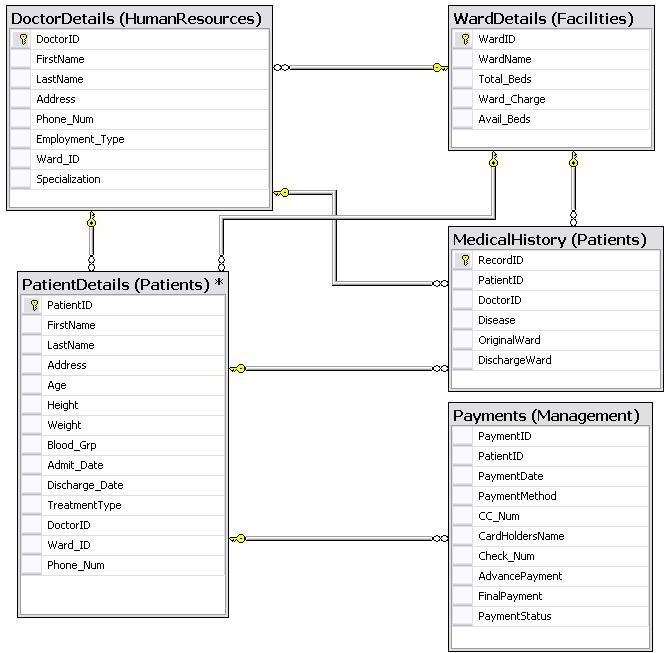 DoctorDetails (HumanResources)
DoctorID
FirstName
LastName
Address
Phone_Num
Employment_Type
Ward_ID
Specialization
WardDetails (Facilities)
WardID
WardName
Total_Beds
Ward_Charge
Avail_Beds
PatientDetails (Patients) *
PatientID
FirstName
LastName
Address
Age
Height
Weight
Blood_Grp
Admit_Date
Discharge_Date
TreatmentType
DoctorID
Ward_ID
Phone_Num
MedicalHistory (Patients)
RecordID
PatientID
DoctorID
Disease
OriginalWard
DischargeWard
Payments (Management)
PaymentID
PatientID
PaymentDate
PaymentMethod
CC_Num
CardHoldersName
Check_Num
AdvancePayment
FinalPayment
PaymentStatus